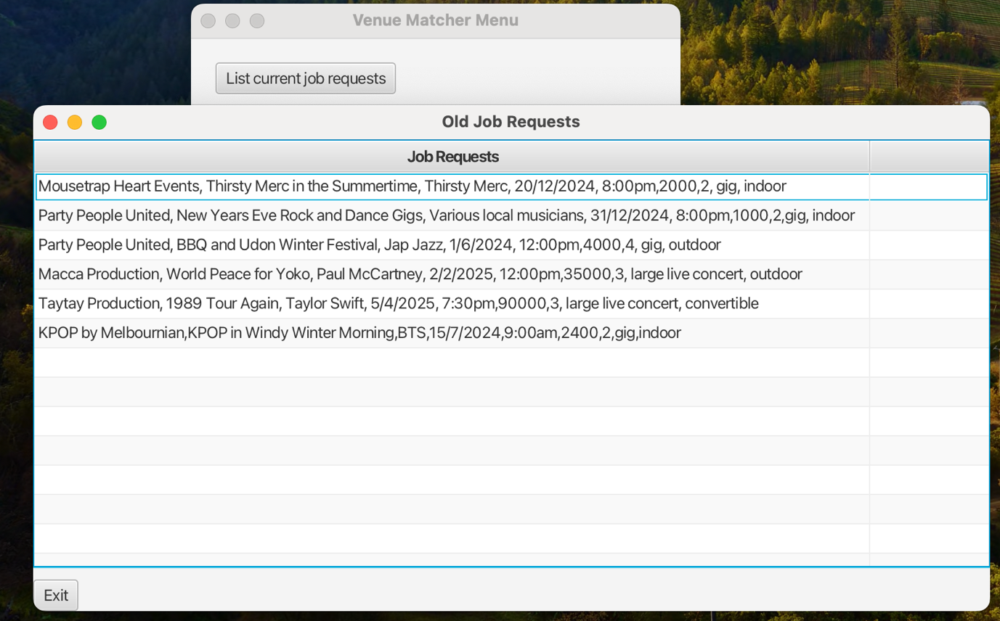 Venue Matcher Menu
List current job requests
Old Job Requests
Job Requests
Mousetrap Heart Events, Thirsty Merc in the Summertime, Thirsty Merc, 20/12/2024, 8:00pm,2000,2, gig, indoor
Party People United, New Years Eve Rock and Dance Gigs, Various local musicians, 31/12/2024, 8:00pm,1000,2,gig, indoor
Party People United, BBQ and Udon Winter Festival, Jap Jazz, 1/6/2024, 12:00pm,4000,4, gig, outdoor
Macca Production, World Peace for Yoko, Paul McCartney, 2/2/2025, 12:00pm,35000,3, large live concert, outdoor
Taytay Production, 1989 Tour Again, Taylor Swift, 5/4/2025, 7:30pm,90000,3, large live concert, convertible
KPOP by Melbournian,KPOP in Windy Winter Morning,BTS,15/7/2024,9:00am,2400,2,gig,indoor
Exit